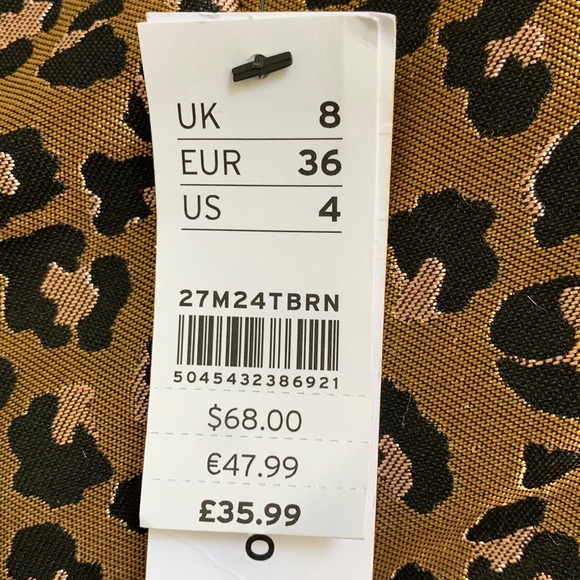 UK 8
EUR 36
US 4
27M24TBRN
5045432386921
$68.00
€47.99
£35.99
O